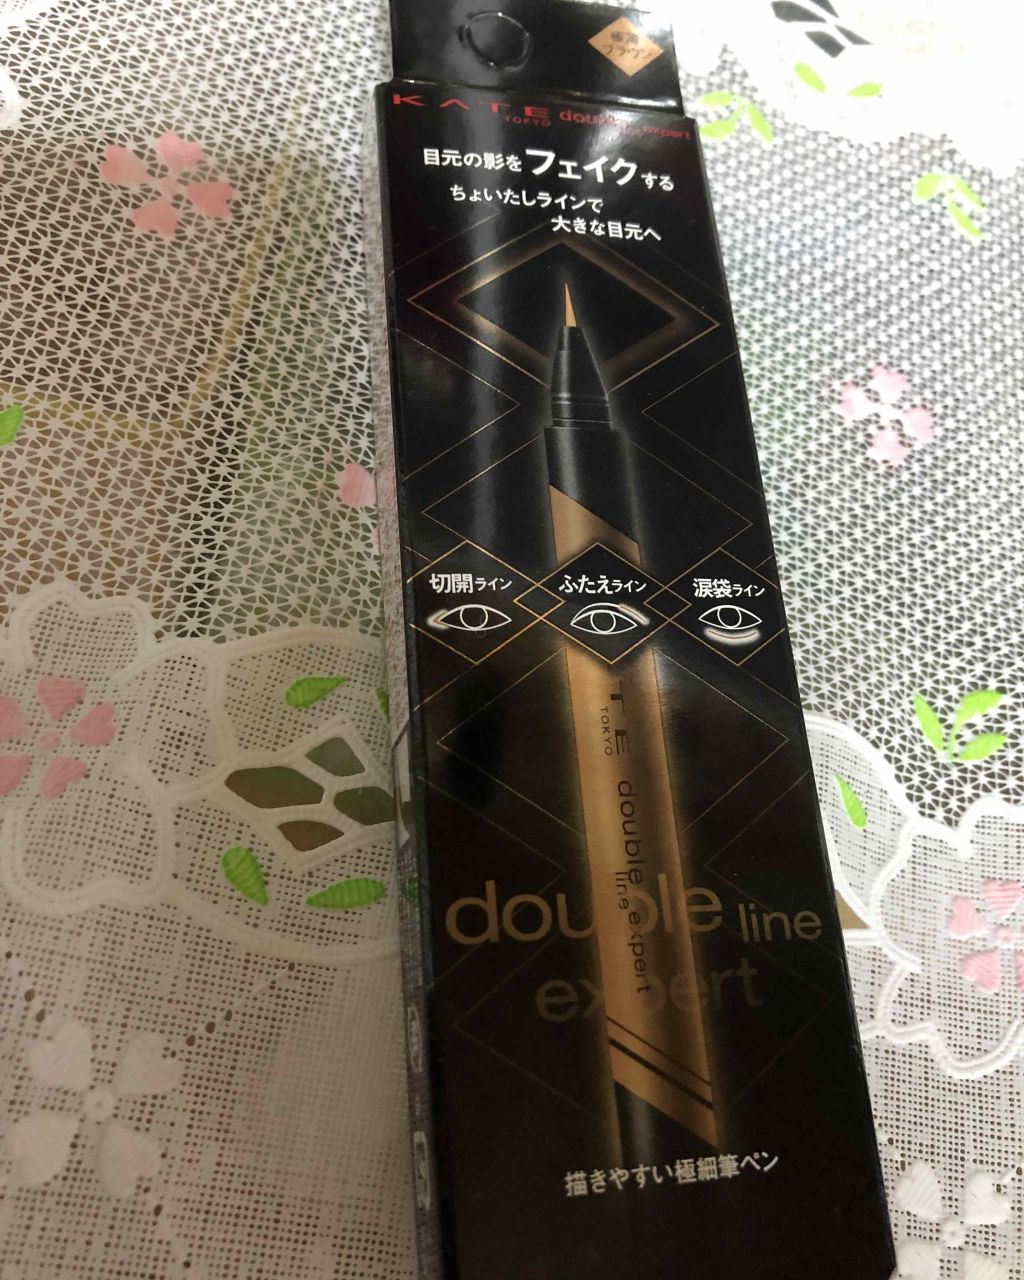 極薄
ブラウン
KATE
TOKYO
double
line expert
目元の影をフェイクする
ちょいたしラインで
大きな目元へ
切開ライン
ふたえライン
涙袋ライン
TE
TOKYO
double
line expert
double line
expert
描きやすい極細筆ペン